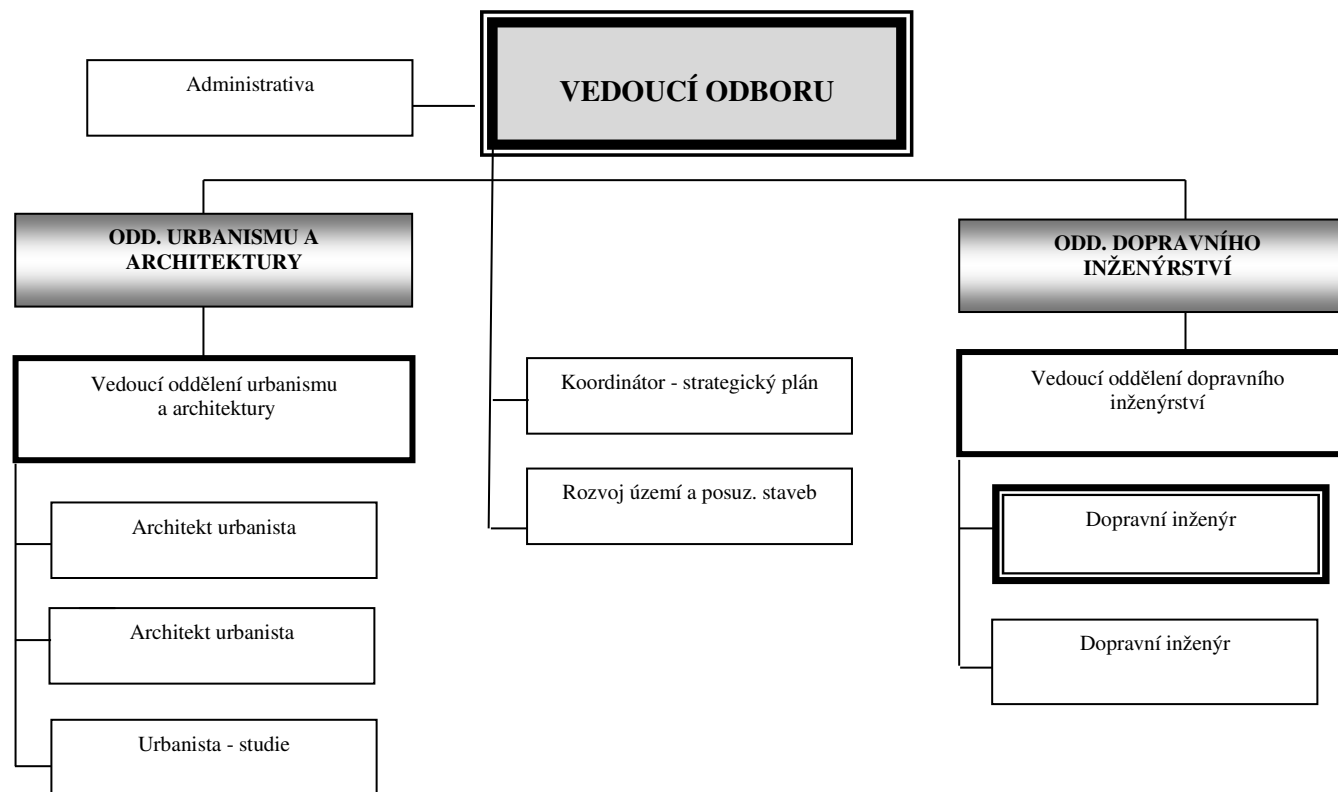 Administrativa
VEDOUCÍ ODBORU
ODD. URBANISMU A
ARCHITEKTURY
ODD. DOPRAVNÍHO
INŽENÝRSTVÍ
Vedoucí oddělení urbanismu
a architektury
Koordinátor - strategický plán
Vedoucí oddělení dopravního
inženýrství
Rozvoj území a posuz. staveb
Architekt urbanista
Dopravní inženýr
Architekt urbanista
Dopravní inženýr
Urbanista - studie